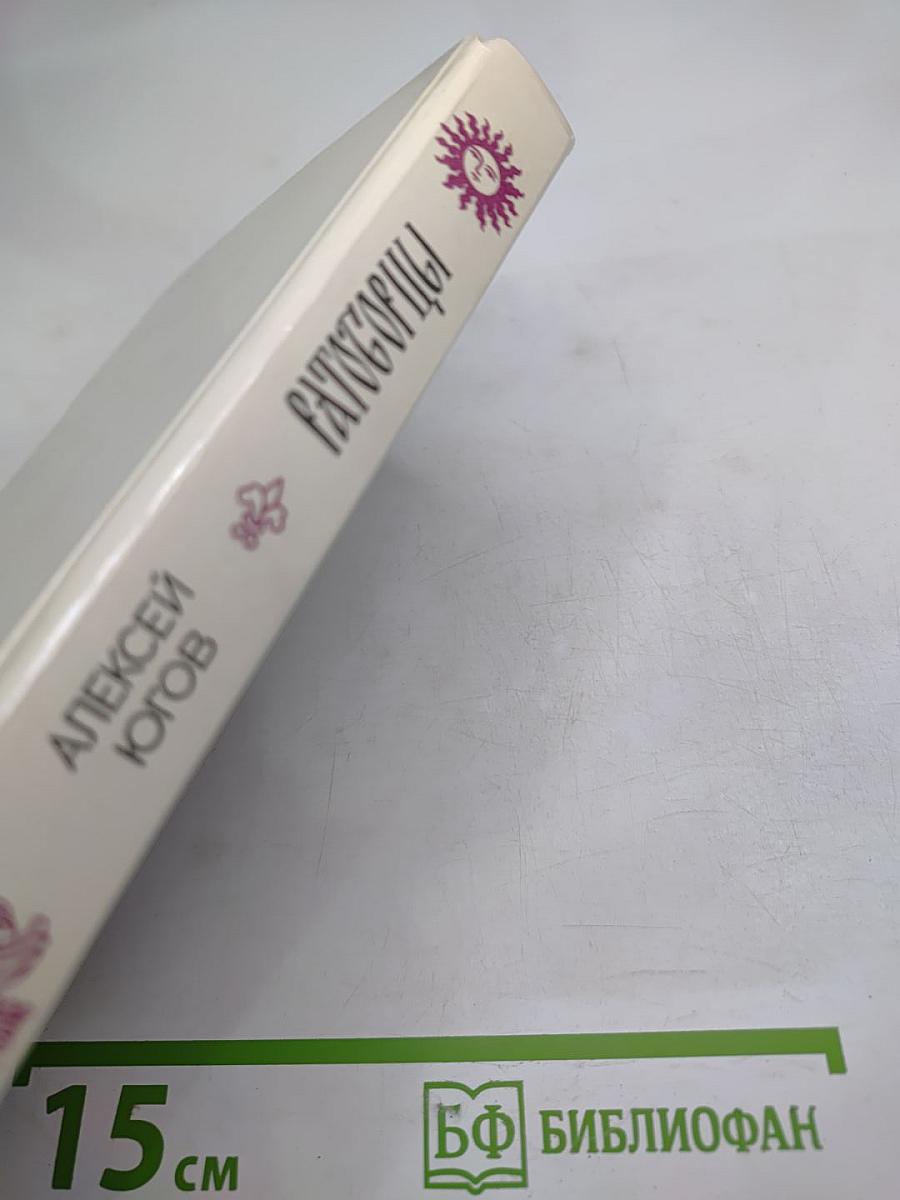 РАТОБОРЦЫ
АЛЕКСЕЙ
ЮГОВ
15 см
БФ БИБЛИОФАН